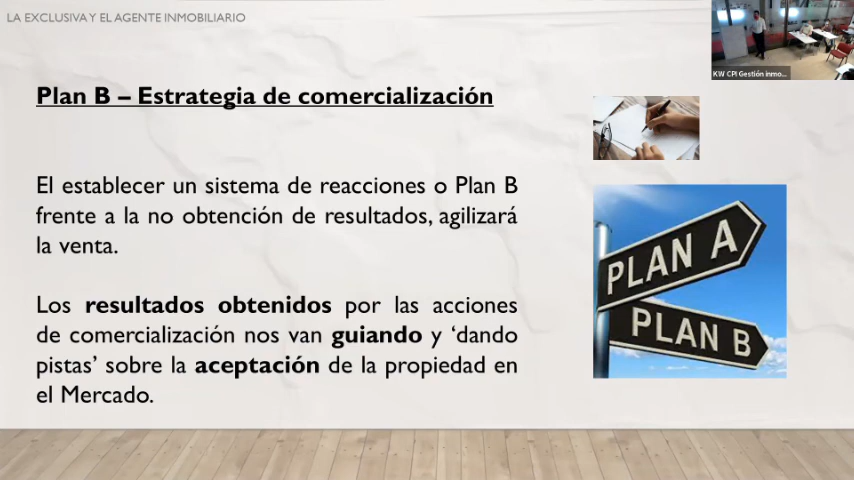 LA EXCLUSIVA Y EL AGENTE INMOBILIARIO
KW CPI Gestión inmo...
Plan B – Estrategia de comercialización
El establecer un sistema de reacciones o Plan B
frente a la no obtención de resultados, agilizará
la venta.
Los resultados obtenidos por las acciones
de comercialización nos van guiando y ‘dando
pistas’ sobre la aceptación de la propiedad en
el Mercado.
PLAN A
PLAN B